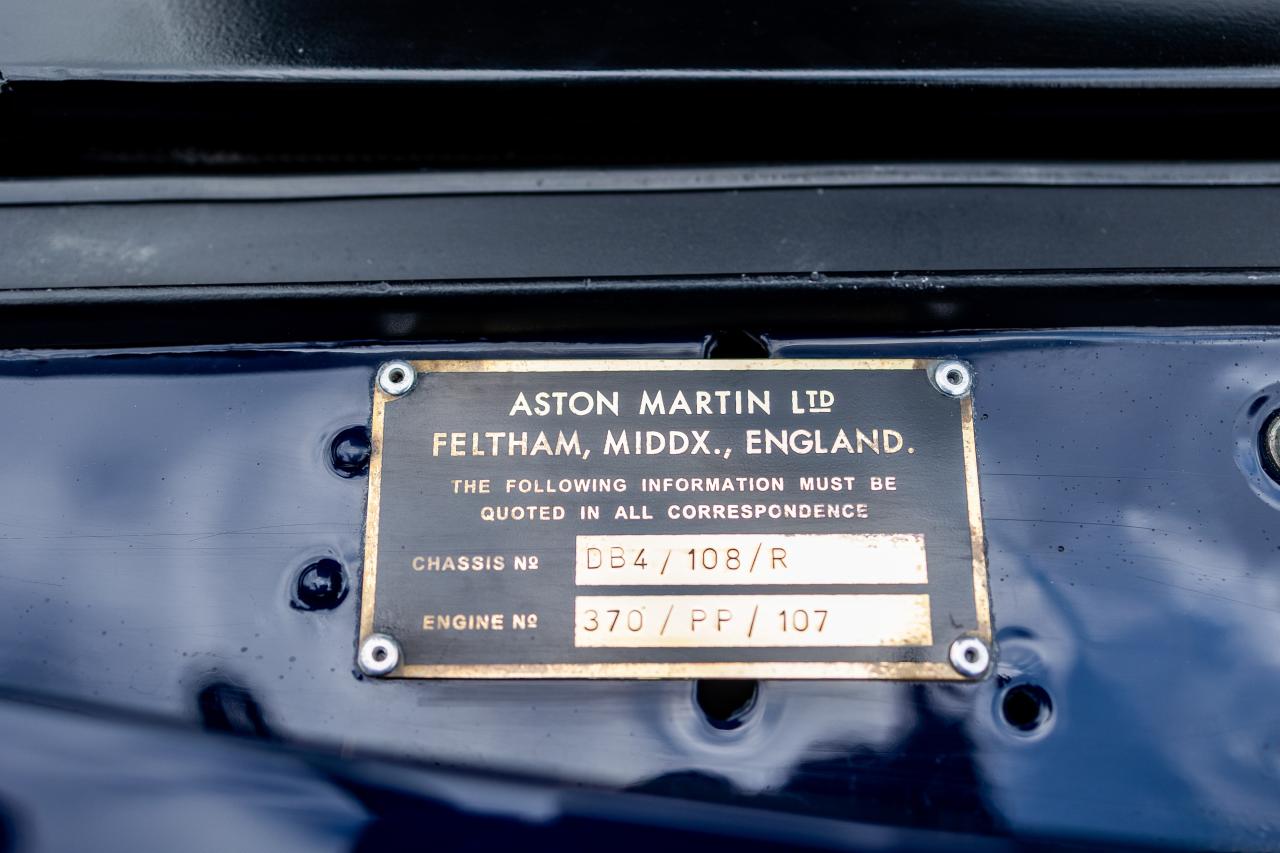 ASTON MARTIN LTD
FELTHAM, MIDDX., ENGLAND.
THE FOLLOWING INFORMATION MUST BE
QUOTED IN ALL CORRESPONDENCE
CHASSIS Nº DB4/108/R
ENGINE Nº 370/PP/107